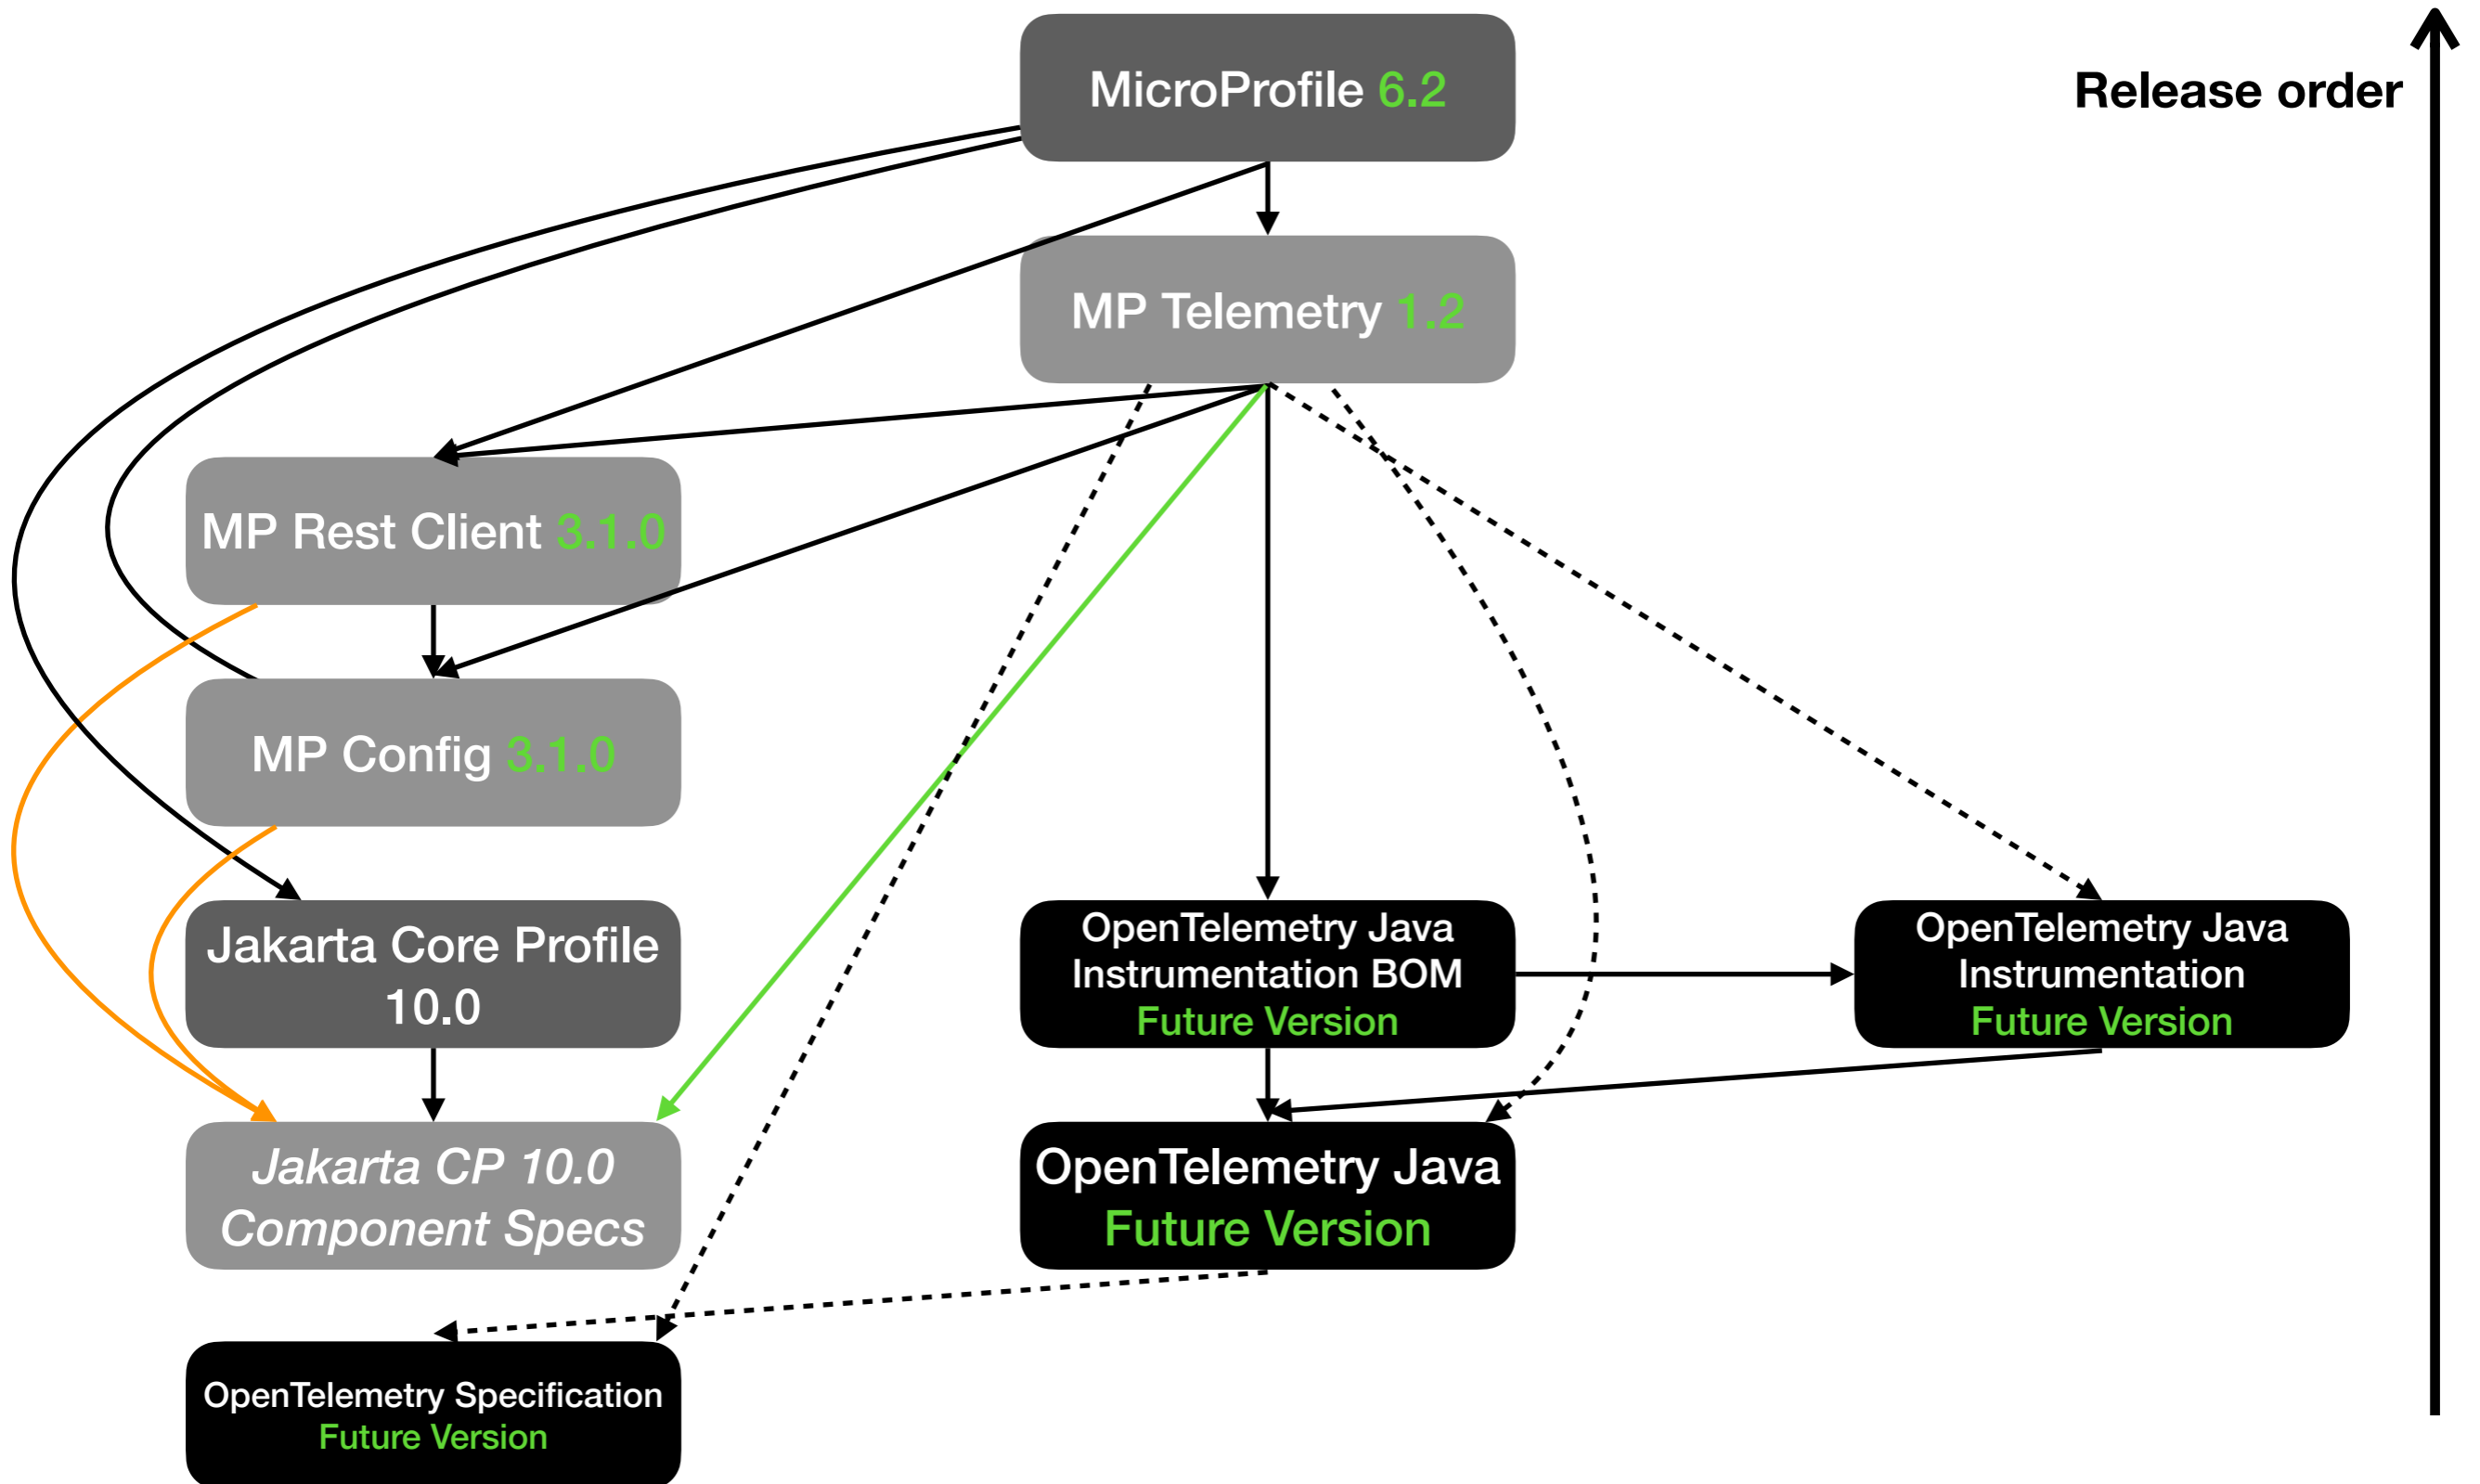 MicroProfile 6.2
Release order
MP Telemetry 1.2
MP Rest Client 3.1.0
MP Config 3.1.0
Jakarta Core Profile
10.0
OpenTelemetry Java
Instrumentation BOM
Future Version
OpenTelemetry Java
Instrumentation
Future Version
Jakarta CP 10.0
Component Specs
OpenTelemetry Java
Future Version
OpenTelemetry Specification
Future Version